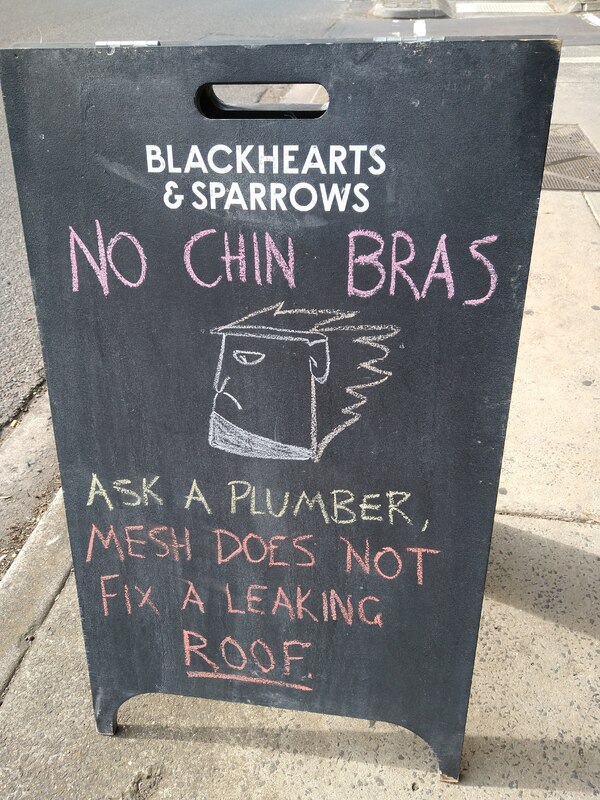 BLACKHEARTS
& SPARROWS
NO CHIN BRAS
ASK A PLUMBER,
MESH DOES NOT
FIX A LEAKING
ROOF.